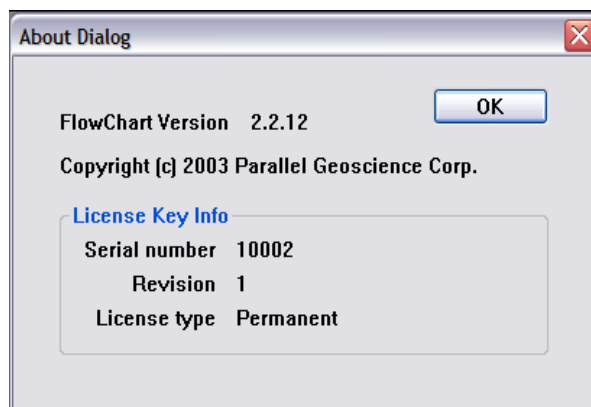 About Dialog
OK
FlowChart Version 2.2.12
Copyright (c) 2003 Parallel Geoscience Corp.
License Key Info
Serial number 10002
Revision 1
License type Permanent